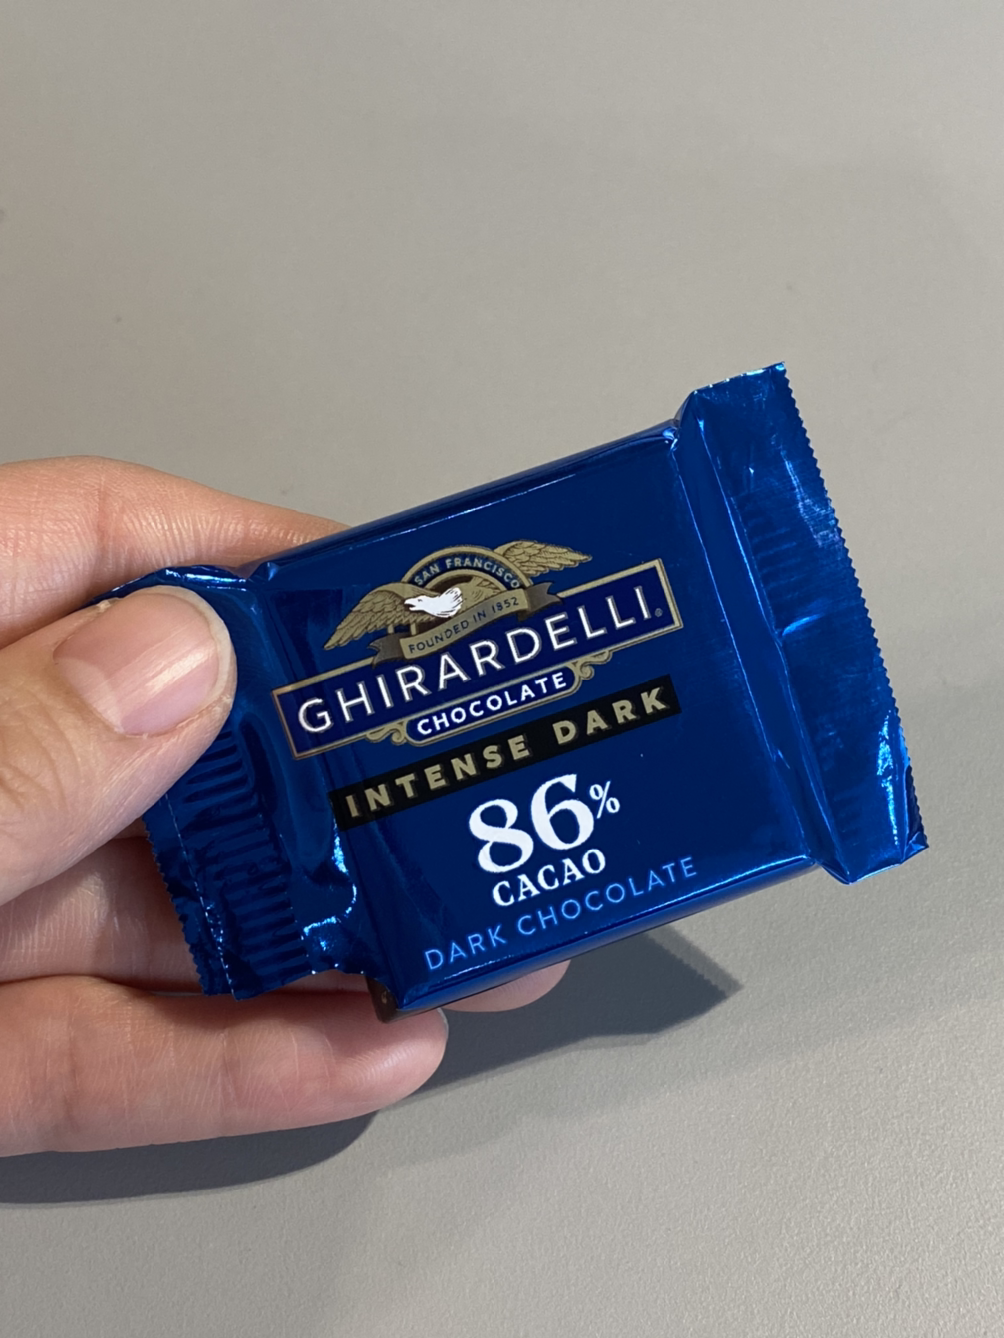 SAN FRANCISCO
FOUNDED IN 1852
GHIRARDELLI®
CHOCOLATE
INTENSE DARK
86%
CACAO
DARK CHOCOLATE